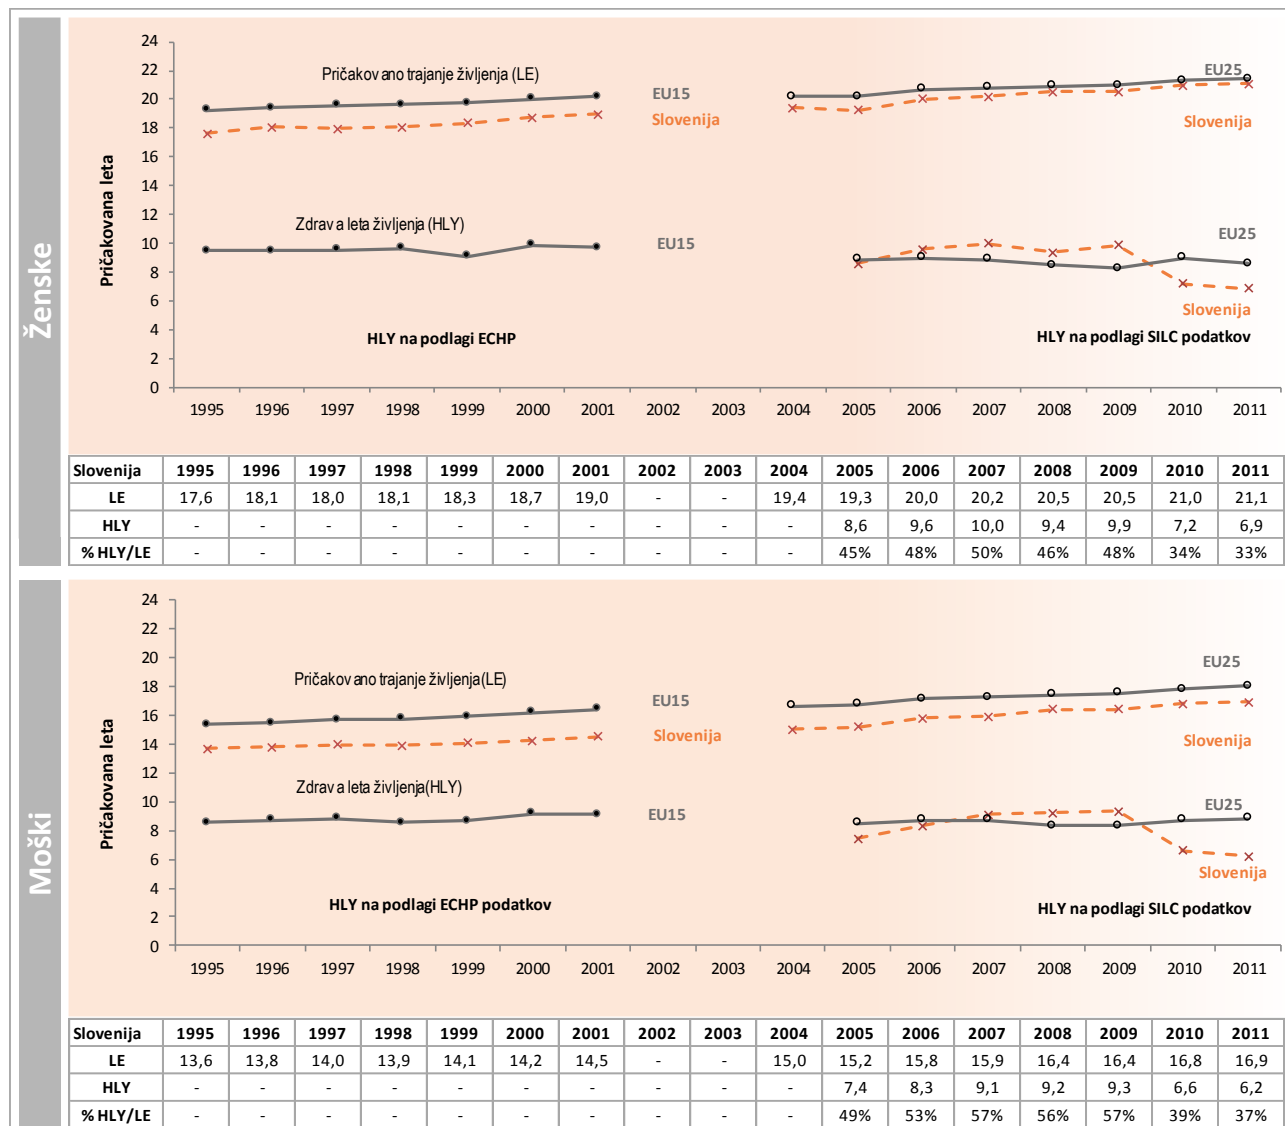 Ženske
24
22
20
18
16
14
12
10
8
6
4
2
0
Pričakovana leta
Pričakovano trajanje življenja (LE)
EU15
Slovenija
EU25
Slovenija
Zdrava leta življenja (HLY)
EU15
EU25
Slovenija
HLY na podlagi ECHP
HLY na podlagi SILC podatkov
1995 1996 1997 1998 1999 2000 2001 2002 2003 2004 2005 2006 2007 2008 2009 2010 2011
Slovenija 1995 1996 1997 1998 1999 2000 2001 2002 2003 2004 2005 2006 2007 2008 2009 2010 2011
LE 17,6 18,1 18,0 18,1 18,3 18,7 19,0 - - 19,4 19,3 20,0 20,2 20,5 20,5 21,0 21,1
HLY - - - - - - - - - - 8,6 9,6 10,0 9,4 9,9 7,2 6,9
% HLY/LE - - - - - - - - - - 45% 48% 50% 46% 48% 34% 33%
Moški
24
22
20
18
16
14
12
10
8
6
4
2
0
Pričakovana leta
Pričakovano trajanje življenja(LE)
EU15
Slovenija
EU25
Slovenija
Zdrava leta življenja(HLY)
EU15
EU25
Slovenija
HLY na podlagi ECHP podatkov
HLY na podlagi SILC podatkov
1995 1996 1997 1998 1999 2000 2001 2002 2003 2004 2005 2006 2007 2008 2009 2010 2011
Slovenija 1995 1996 1997 1998 1999 2000 2001 2002 2003 2004 2005 2006 2007 2008 2009 2010 2011
LE 13,6 13,8 14,0 13,9 14,1 14,2 14,5 - - 15,0 15,2 15,8 15,9 16,4 16,4 16,8 16,9
HLY - - - - - - - - - - 7,4 8,3 9,1 9,2 9,3 6,6 6,2
% HLY/LE - - - - - - - - - - 49% 53% 57% 56% 57% 39% 37%